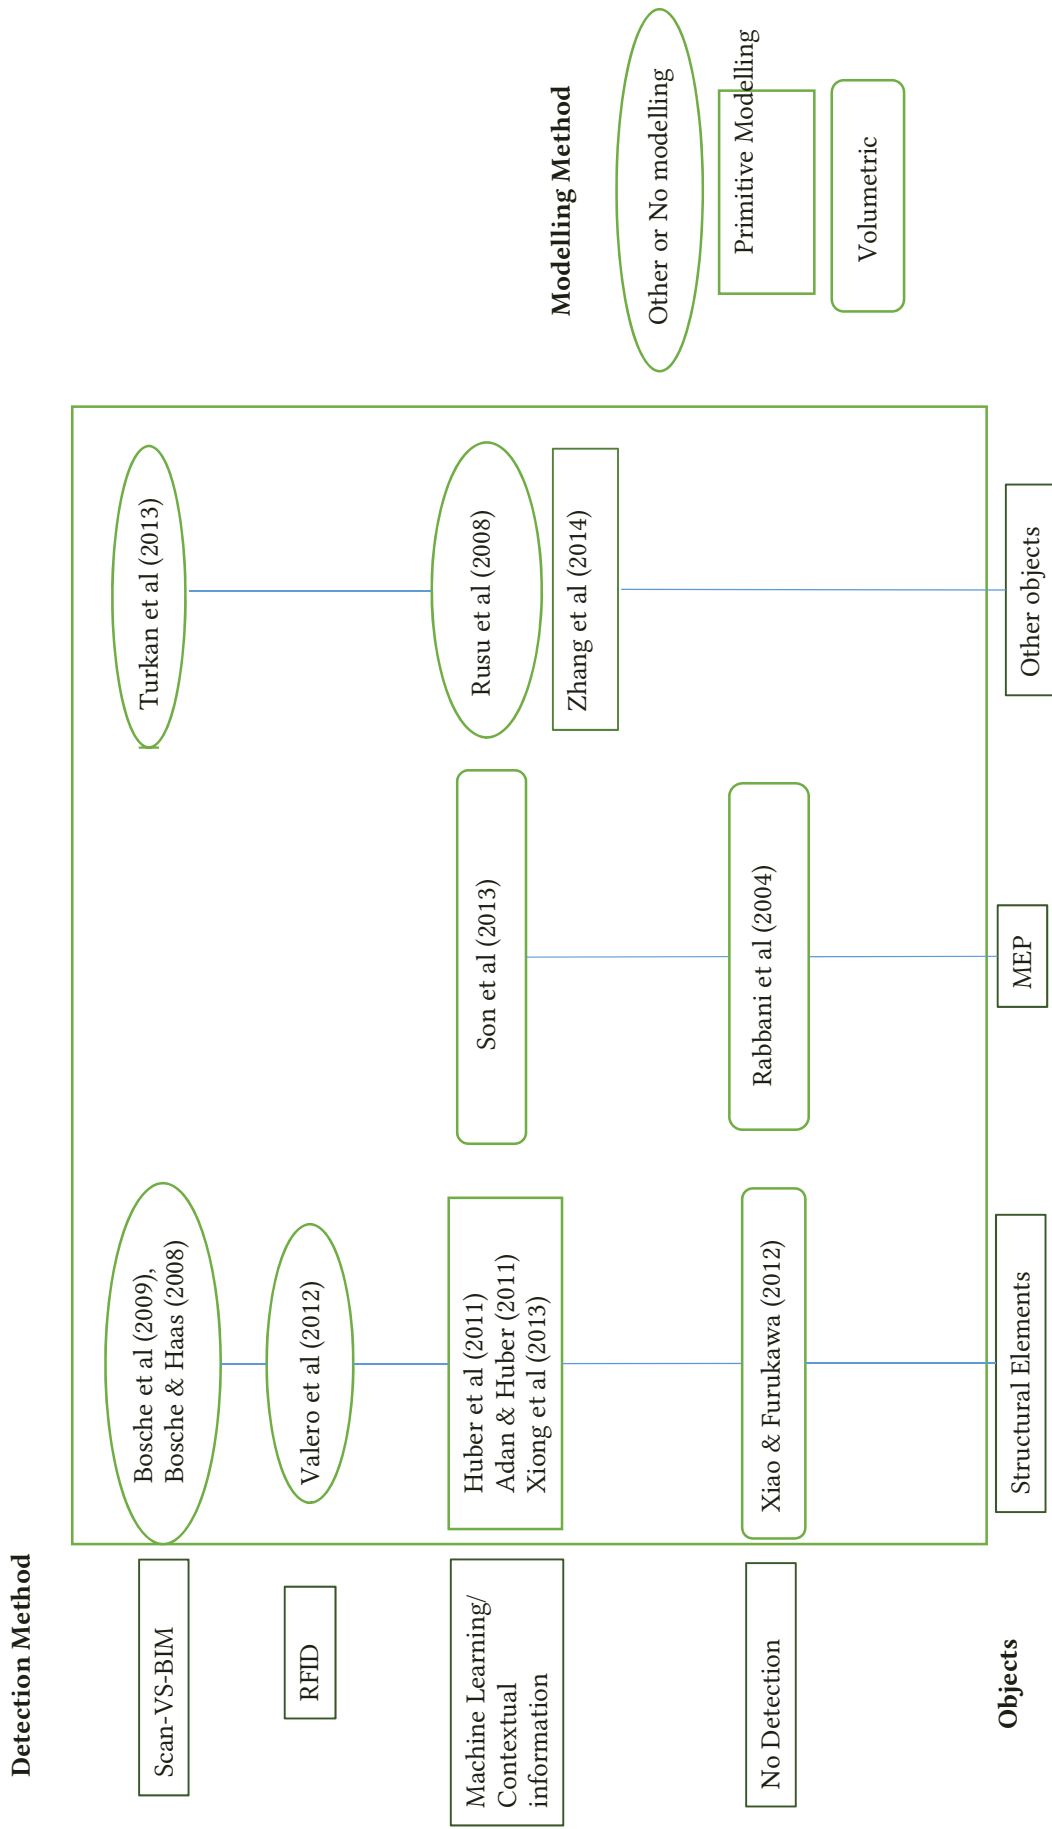 Detection Method
Scan-VS-BIM
Bosche et al (2009),
Bosche & Haas (2008)
Turkan et al (2013)
RFID
Valero et al (2012)
Machine Learning/
Contextual
information
Huber et al (2011)
Adan & Huber (2011)
Xiong et al (2013)
Son et al (2013)
Rusu et al (2008)
Zhang et al (2014)
No Detection
Xiao & Furukawa (2012)
Rabbani et al (2004)
Objects
Structural Elements
MEP
Other objects
Modelling Method
Other or No modelling
Primitive Modelling
Volumetric